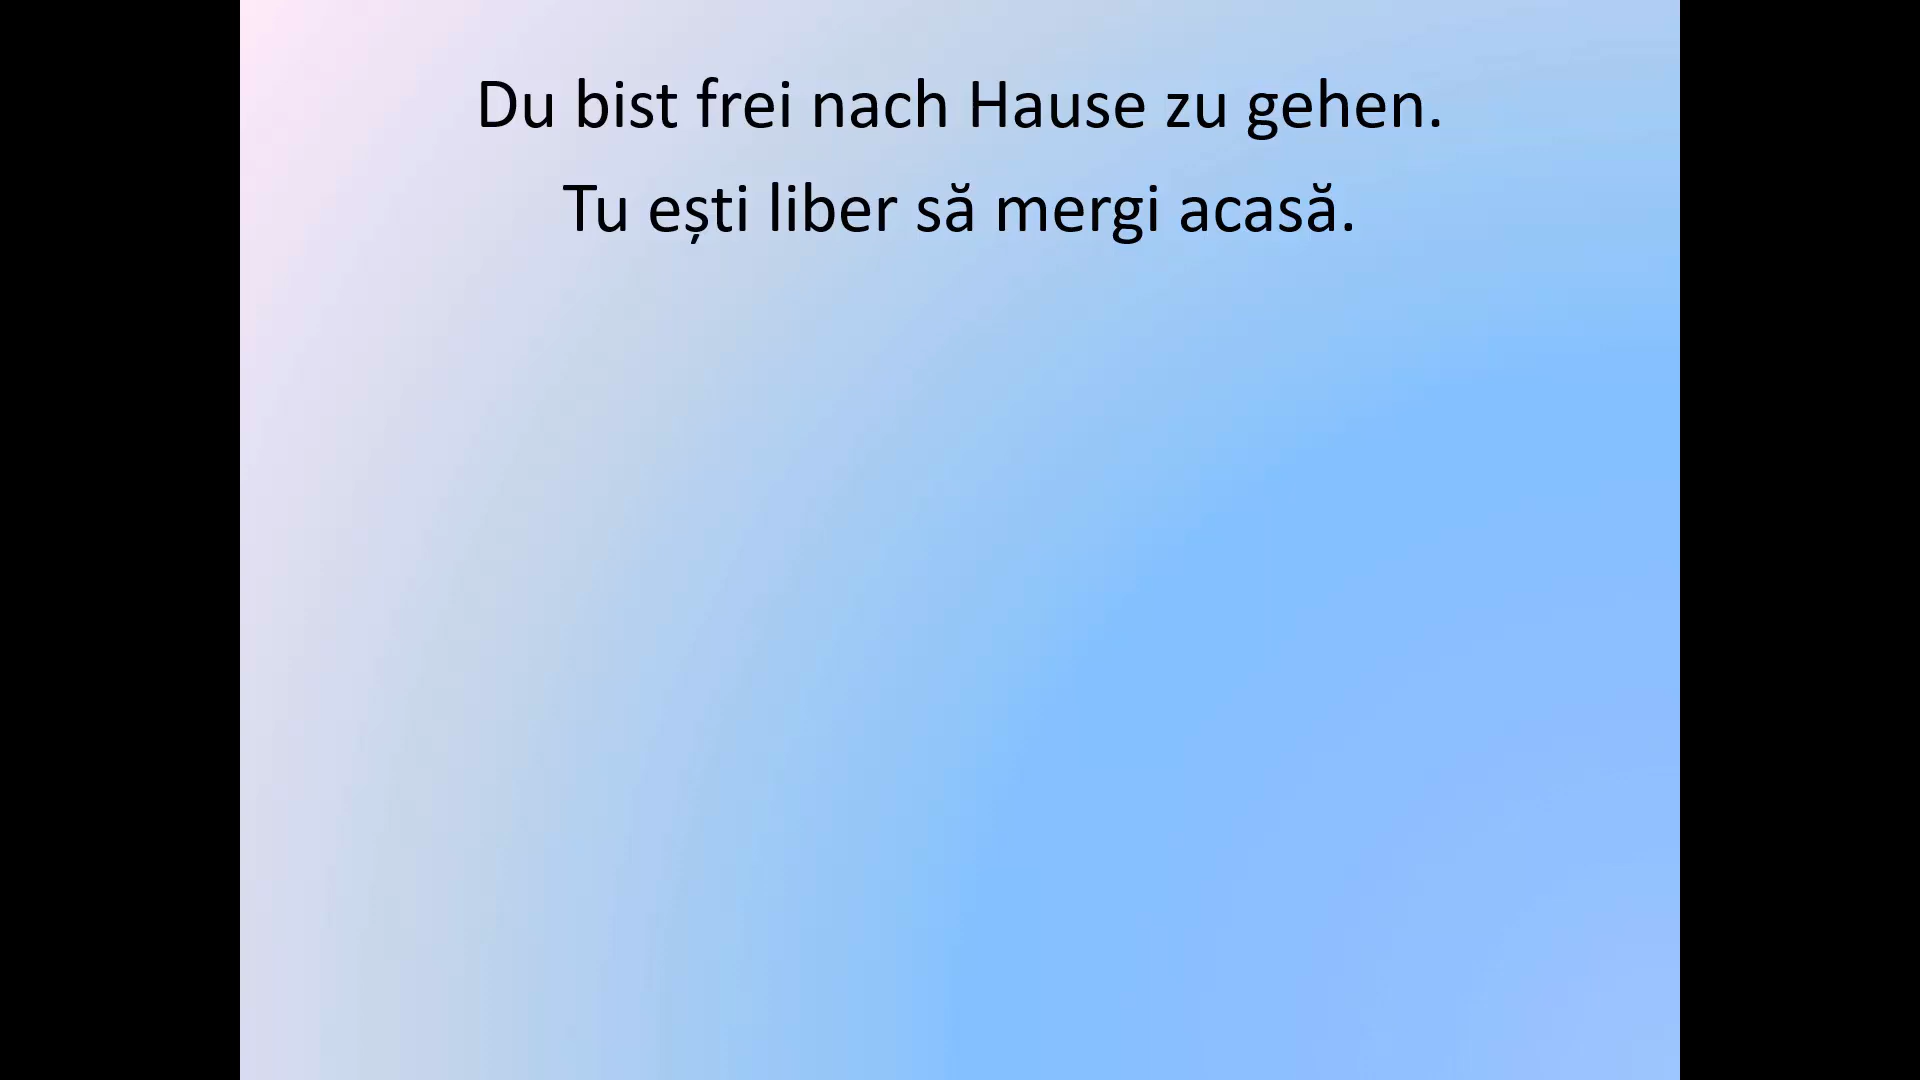 Du bist frei nach Hause zu gehen.
Tu ești liber să mergi acasă.